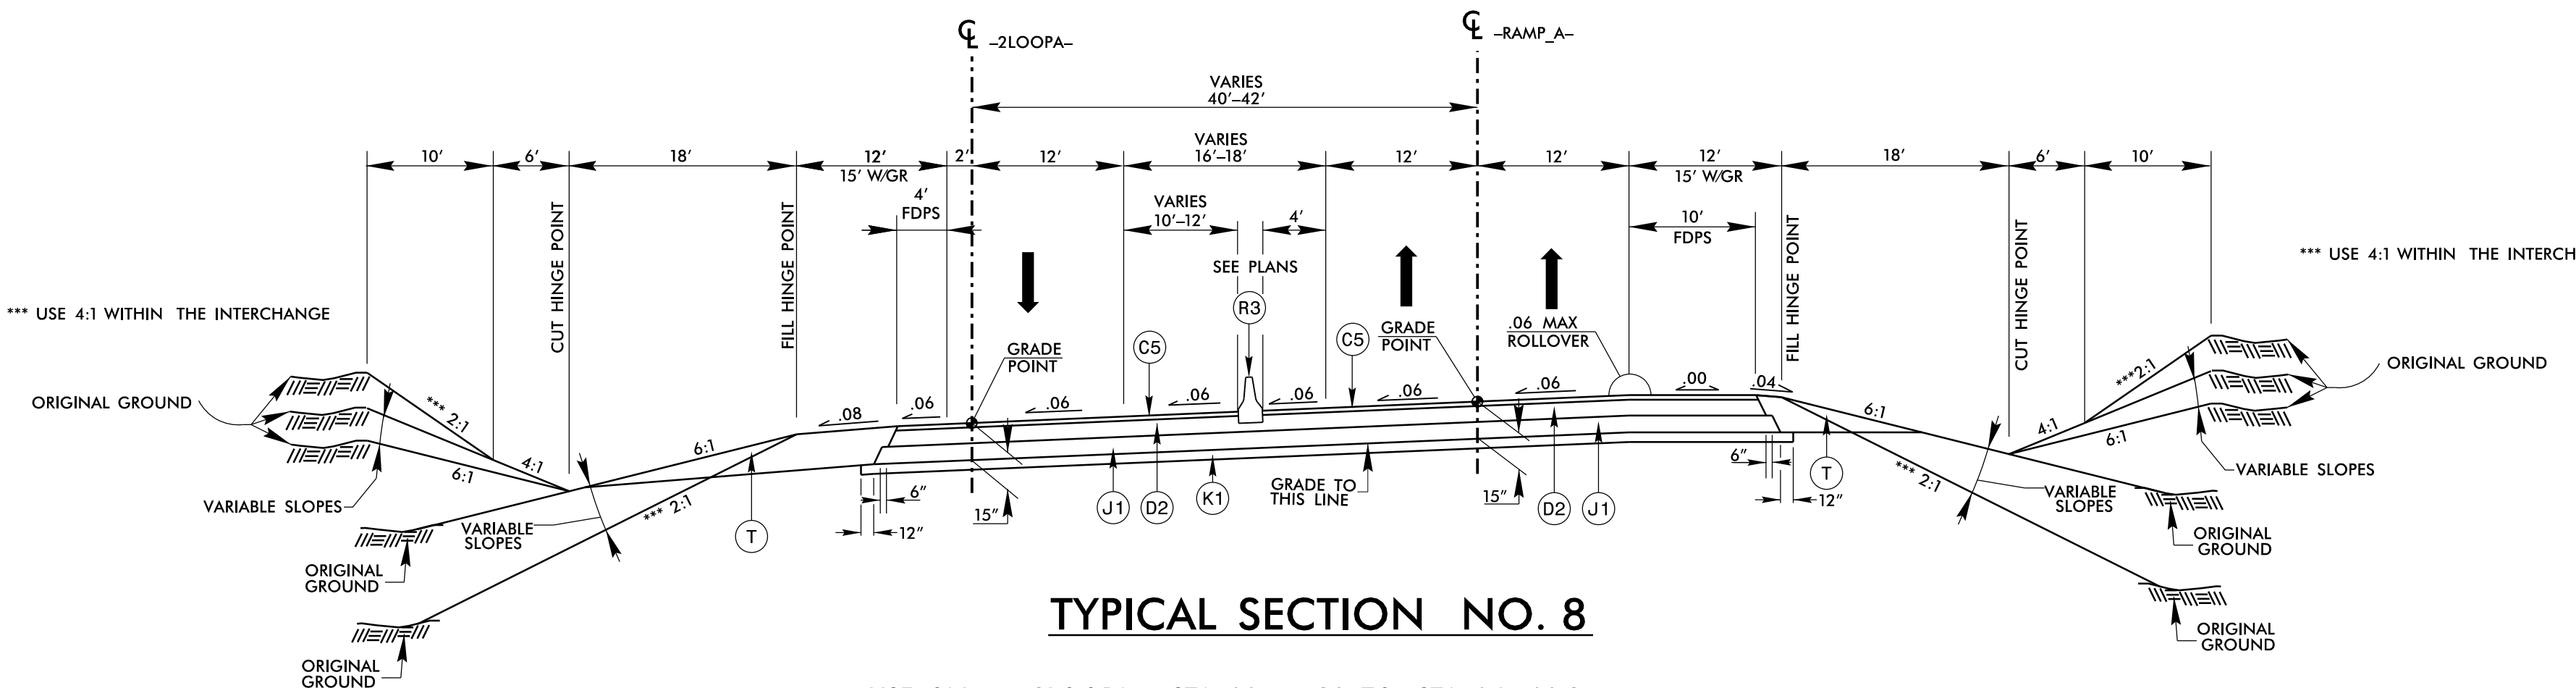 ℄ –2LOOPA–
℄ –RAMP_A–
VARIES
40'–42'
VARIES
16'–18'
10'
6'
18'
12'
15' W/GR
2'
12'
12'
12'
12'
15' W/GR
18'
6'
10'
4'
FDPS
VARIES
10'–12'
4'
10'
FDPS
CUT HINGE POINT
FILL HINGE POINT
SEE PLANS
R3
FILL HINGE POINT
CUT HINGE POINT
*** USE 4:1 WITHIN THE INTERCHANGE
*** USE 4:1 WITHIN THE INTERCH
GRADE
POINT
C5
C5
GRADE
POINT
.06 MAX
ROLLOVER
ORIGINAL GROUND
*** 2:1
4:1
6:1
VARIABLE SLOPES
6:1
.08
.06
.06
.06
.06
.06
.06
.00
.04
6:1
***2:1
4:1
6:1
ORIGINAL GROUND
VARIABLE SLOPES
VARIABLE
SLOPES
*** 2:1
T
6"
12"
15"
J1
D2
K1
GRADE TO
THIS LINE
15"
D2
J1
6"
12"
T
*** 2:1
VARIABLE
SLOPES
ORIGINAL
GROUND
ORIGINAL
GROUND
ORIGINAL
GROUND
ORIGINAL
GROUND
TYPICAL SECTION NO. 8